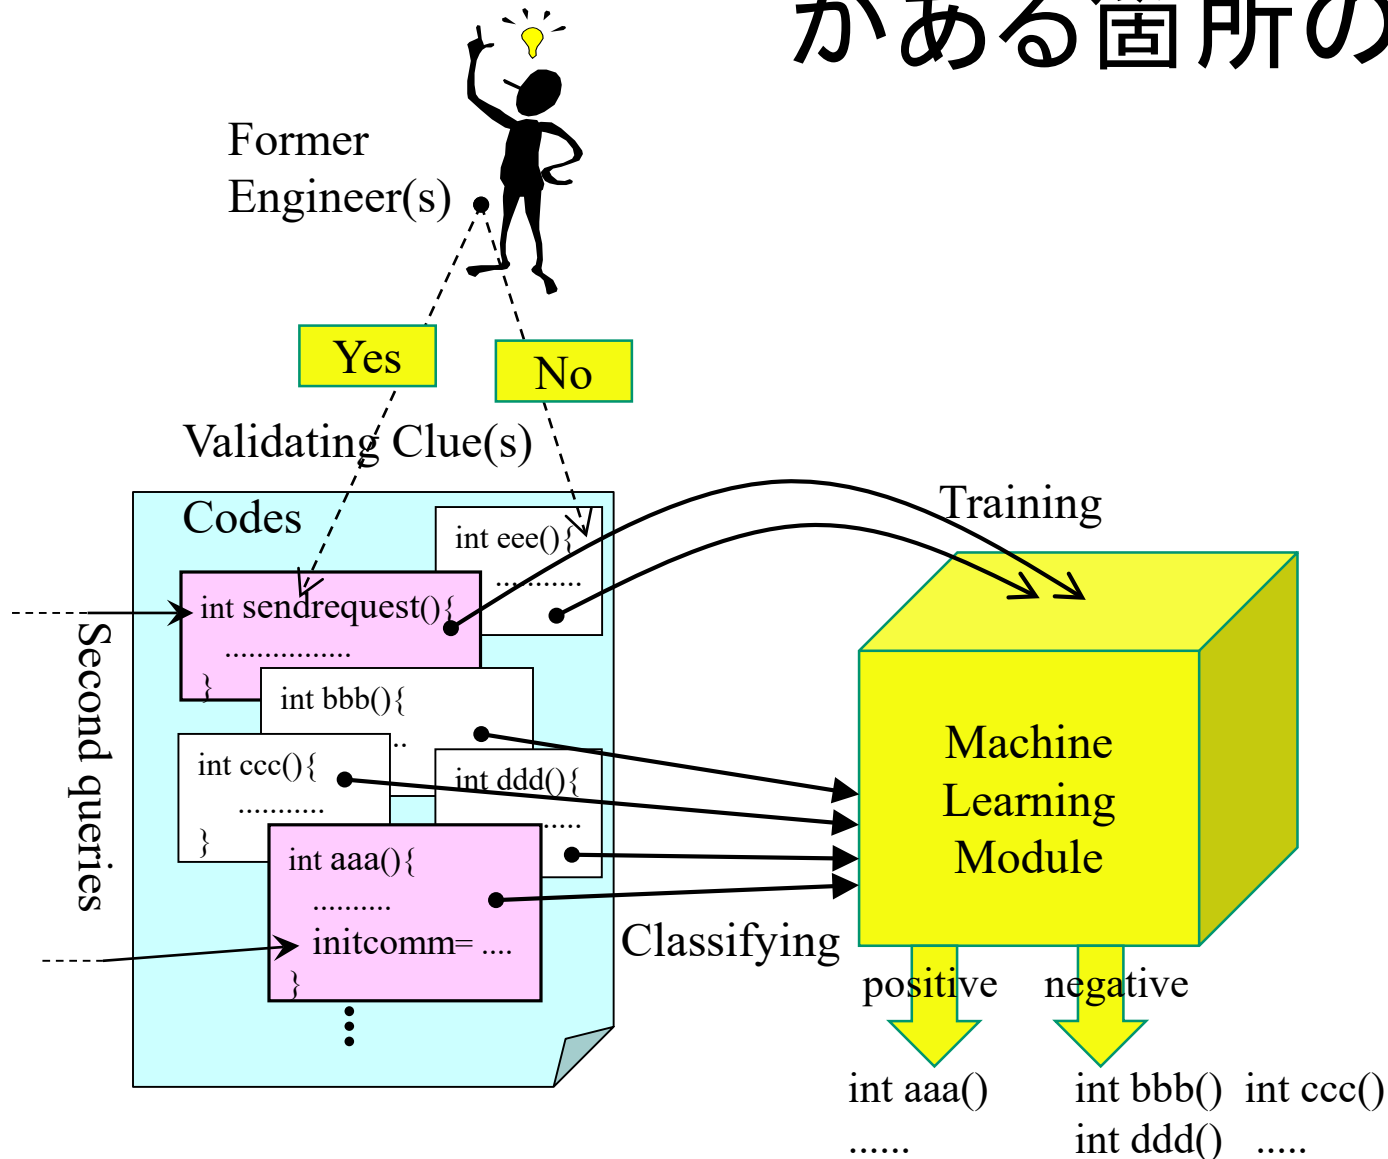 がある箇所の
Former
Engineer(s)
Yes
No
Validating Clue(s)
Codes
int eee(){
...........
Training
int sendrequest(){
................
}
Second queries
int bbb(){
..
int ccc(){
...........
}
int ddd(){
.....
int aaa(){
..........
initcomm= ....
}
Machine
Learning
Module
Classifying
positive
negative
int aaa()
......
int bbb() int ccc()
int ddd() .....